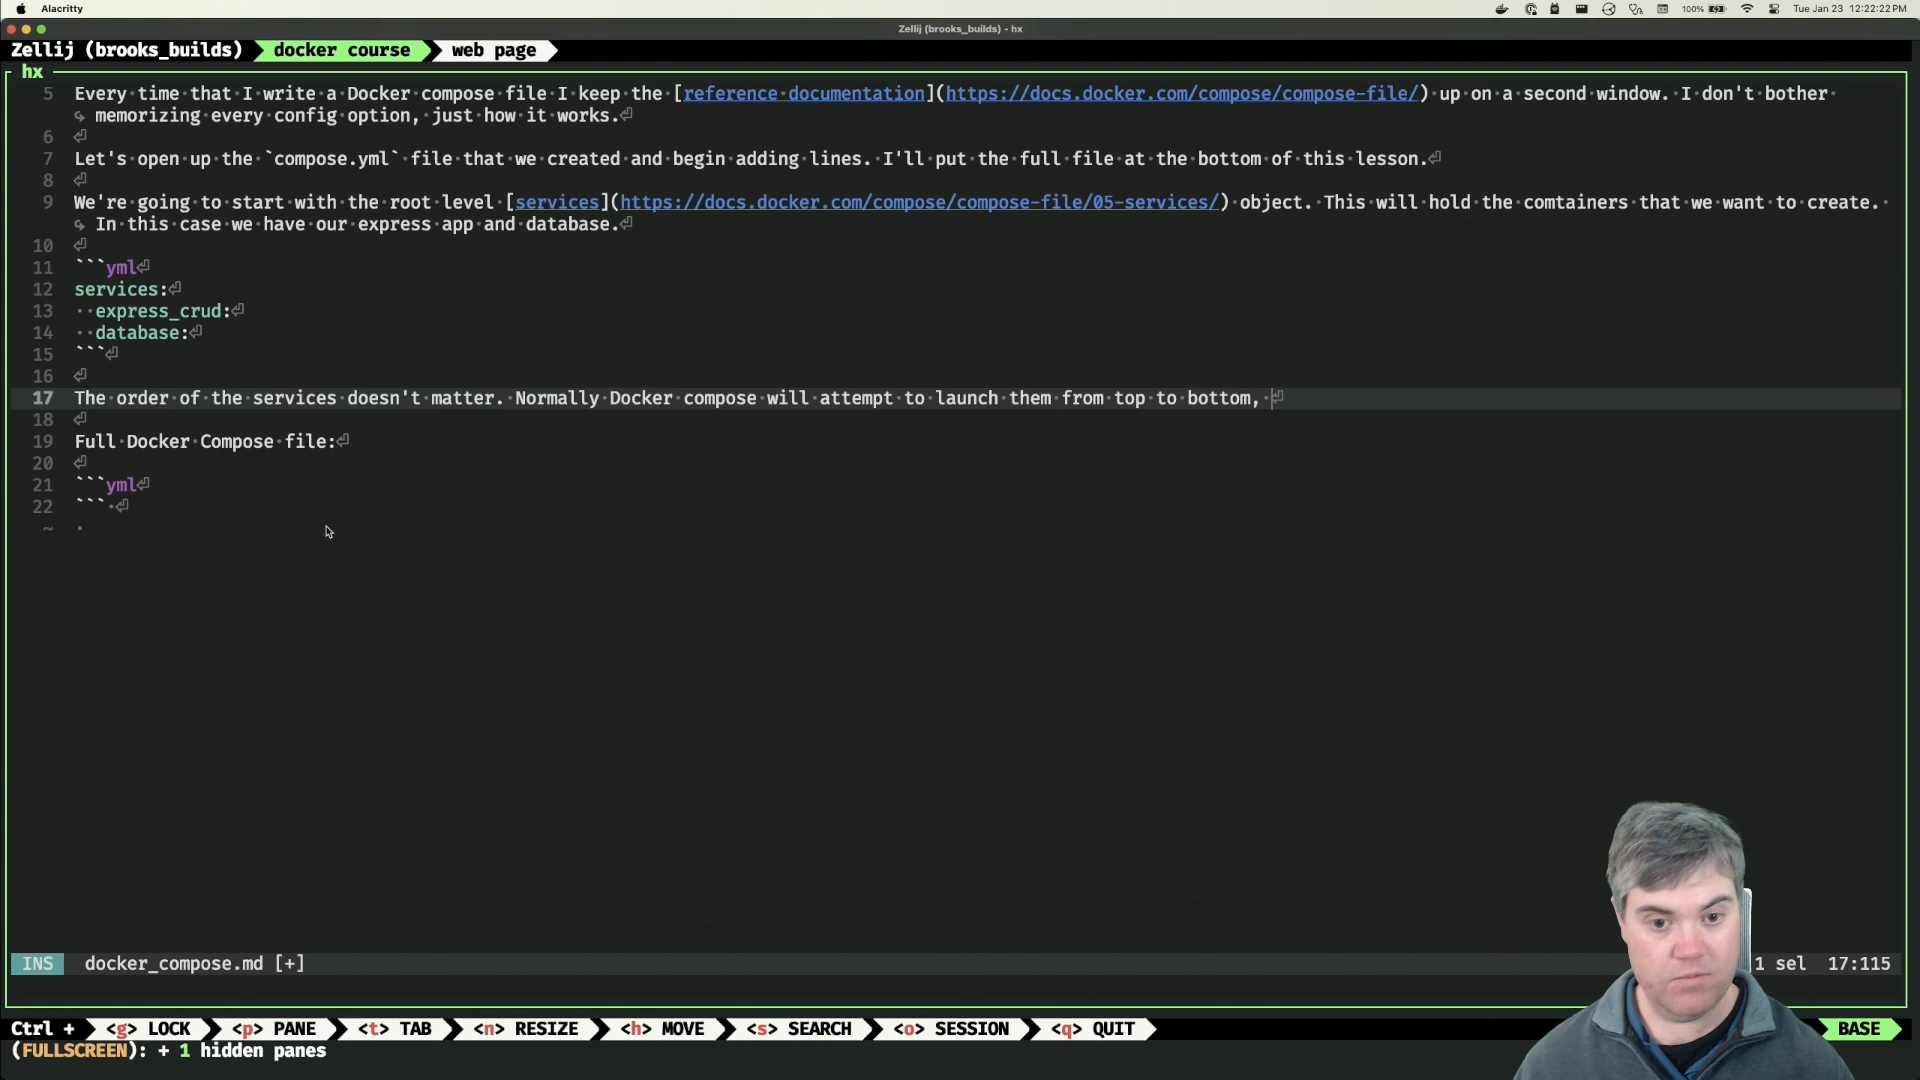 Alacritty
100% Tue Jan 23 12:22:22 PM
Zellij (brooks_builds) - hx
Zellij (brooks_builds) docker course web page
hx
5 Every time that I write a Docker compose file I keep the [reference documentation](https://docs.docker.com/compose/compose-file/) up on a second window. I don't bother
memorizing every config option, just how it works.
6
7 Let's open up the `compose.yml` file that we created and begin adding lines. I'll put the full file at the bottom of this lesson.
8
9 We're going to start with the root level [services](https://docs.docker.com/compose/compose-file/05-services/) object. This will hold the comtainers that we want to create.
In this case we have our express app and database.
10
11 ```yml
12 services:
13 express_crud:
14 database:
15 ```
16
17 The order of the services doesn't matter. Normally Docker compose will attempt to launch them from top to bottom,
18
19 Full Docker Compose file:
20
21 ```yml
22 ```
~
INS docker_compose.md [+] 1 sel 17:115
Ctrl + <g> LOCK <p> PANE <t> TAB <n> RESIZE <h> MOVE <s> SEARCH <o> SESSION <q> QUIT BASE
(FULLSCREEN): + 1 hidden panes